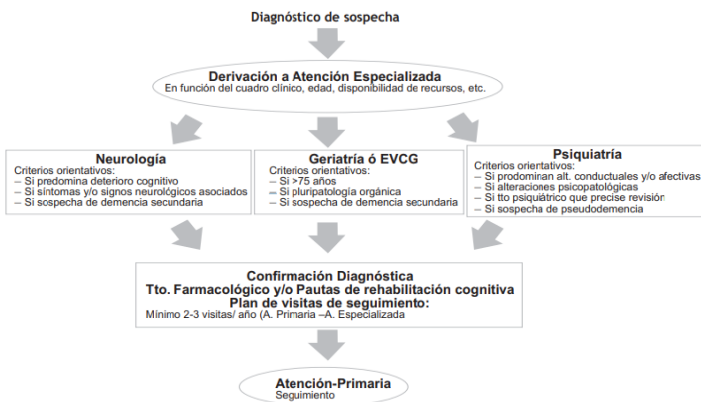 Diagnóstico de sospecha
Derivación a Atención Especializada
En función del cuadro clínico, edad, disponibilidad de recursos, etc.
Neurología
Criterios orientativos:
– Si predomina deterioro cognitivo
– Si síntomas y/o signos neurológicos asociados
– Si sospecha de demencia secundaria
Geriatría ó EVCG
Criterios orientativos:
– Si >75 años
– Si pluripatología orgánica
– Si sospecha de demencia secundaria
Psiquiatría
Criterios orientativos:
– Si predominan alt. conductuales y/o afectivas
– Si alteraciones psicopatológicas
– Si tto psiquiátrico que precise revisión
– Si sospecha de pseudodemencia
Confirmación Diagnóstica
Tto. Farmacológico y/o Pautas de rehabilitación cognitiva
Plan de visitas de seguimiento:
Mínimo 2-3 visitas/ año (A. Primaria –A. Especializada
Atención-Primaria
Seguimiento